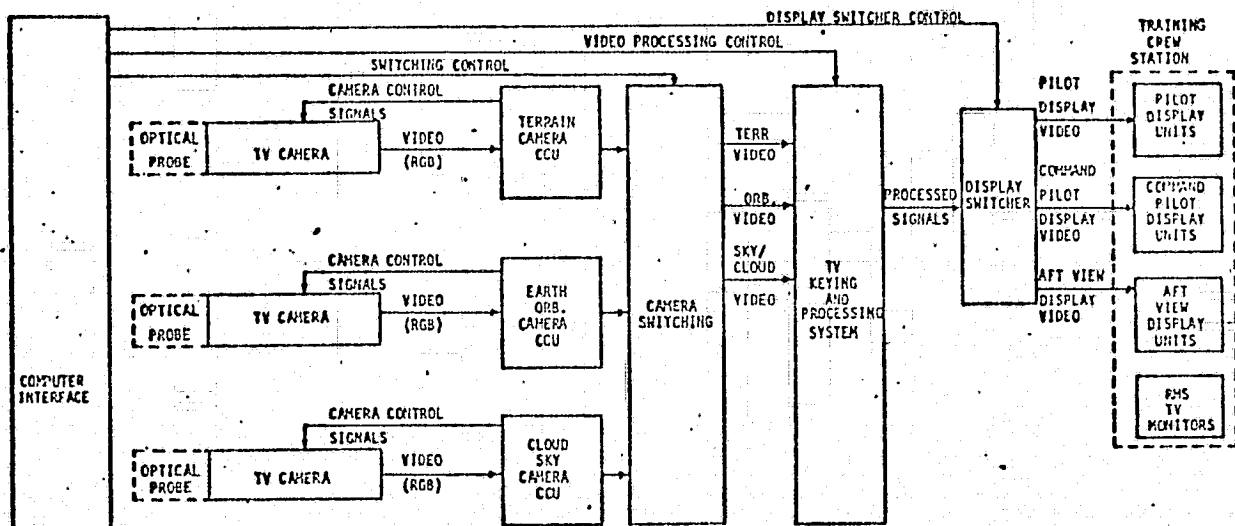 DISPLAY SWITCHER CONTROL
VIDEO PROCESSING CONTROL
SWITCHING CONTROL
TRAINING
CREW
STATION
CAMERA CONTROL
SIGNALS
OPTICAL
PROBE
TV CAMERA
VIDEO
(RGB)
TERRAIN
CAMERA
CCU
CAMERA CONTROL
SIGNALS
OPTICAL
PROBE
TV CAMERA
VIDEO
(RGB)
EARTH
ORB.
CAMERA
CCU
CAMERA CONTROL
SIGNALS
OPTICAL
PROBE
TV CAMERA
VIDEO
(RGB)
CLOUD
SKY
CAMERA
CCU
COMPUTER
INTERFACE
CAMERA
SWITCHING
TERR
VIDEO
ORB.
VIDEO
SKY/
CLOUD
VIDEO
TV
KEYING
AND
PROCESSING
SYSTEM
PROCESSED
SIGNALS
DISPLAY
SWITCHER
PILOT
DISPLAY
VIDEO
COMMAND
PILOT
DISPLAY
VIDEO
AFT VIEW
DISPLAY
VIDEO
PILOT
DISPLAY
UNITS
COMMAND
PILOT
DISPLAY
UNITS
AFT
VIEW
DISPLAY
UNITS
RMS
TV
MONITORS